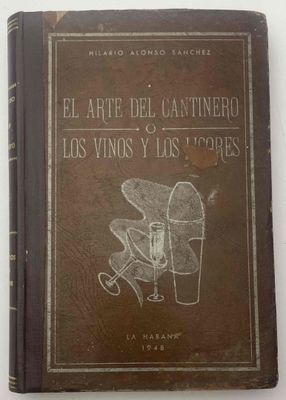 HILARIO ALONSO SANCHEZ
EL ARTE DEL CANTINERO
O
LOS VINOS Y LOS LICORES
LA HABANA
1948